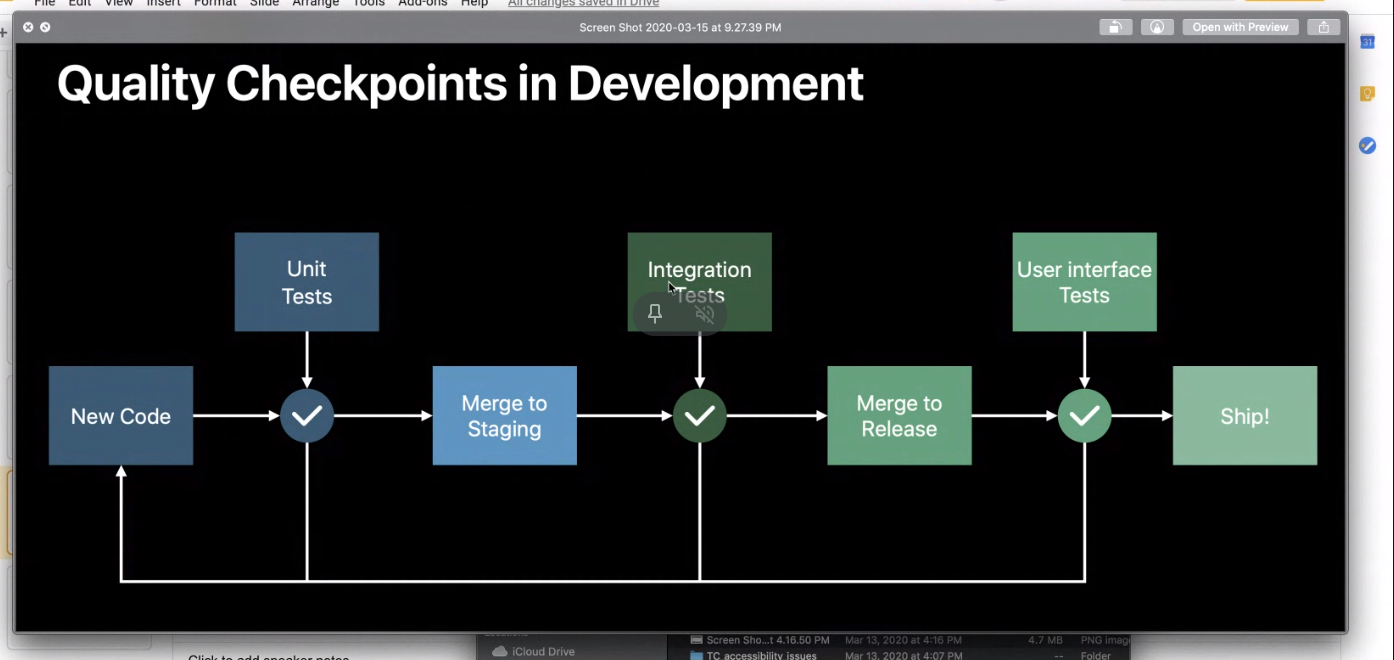 File Edit View Insert Format Slide Arrange Tools Add-ons Help All changes saved in Drive
Screen Shot 2020-03-15 at 9.27.39 PM
Open with Preview
31
Quality Checkpoints in Development
Unit
Tests
Integration
Tests
User interface
Tests
New Code
Merge to
Staging
Merge to
Release
Ship!
Screen Sho...t 4.16.50 PM Mar 13, 2020 at 4:16 PM 4.7 MB PNG image
iCloud Drive
TC accessibility issues Mar 13, 2020 at 4:07 PM -- Folder
Click to add speaker notes